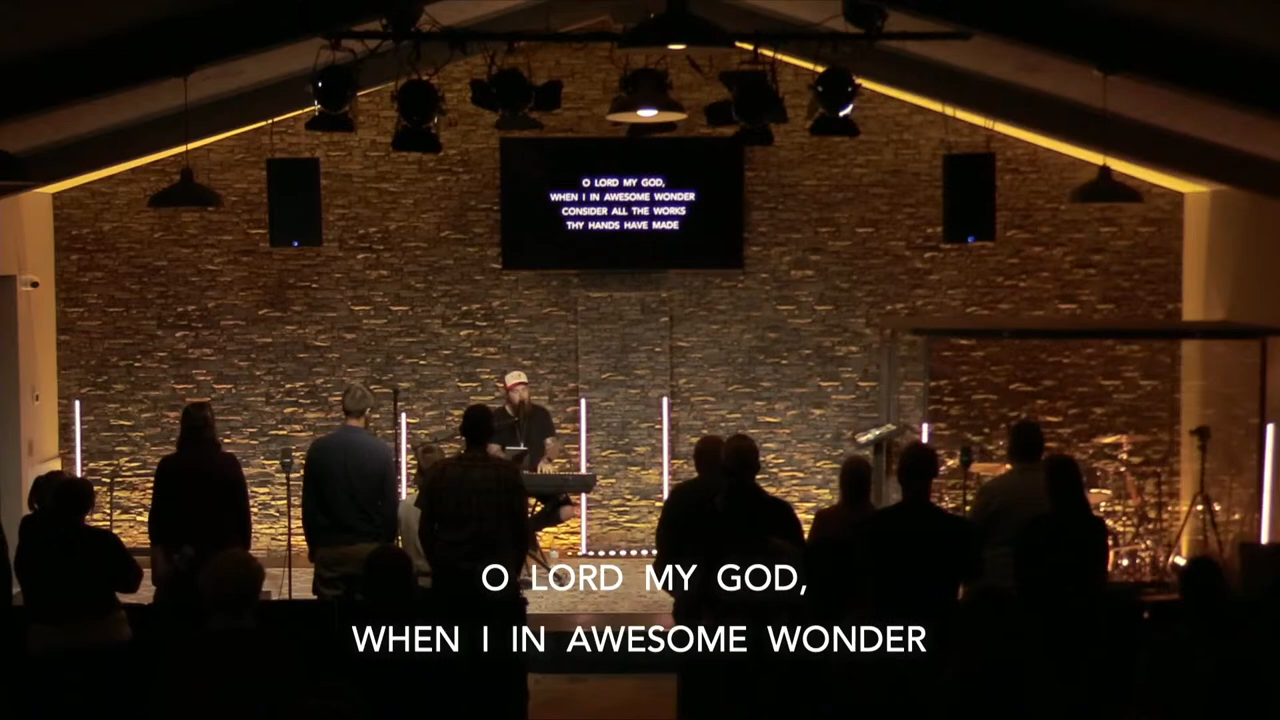 O LORD MY GOD,
WHEN I IN AWESOME WONDER
CONSIDER ALL THE WORKS
THY HANDS HAVE MADE
O LORD MY GOD,
WHEN I IN AWESOME WONDER